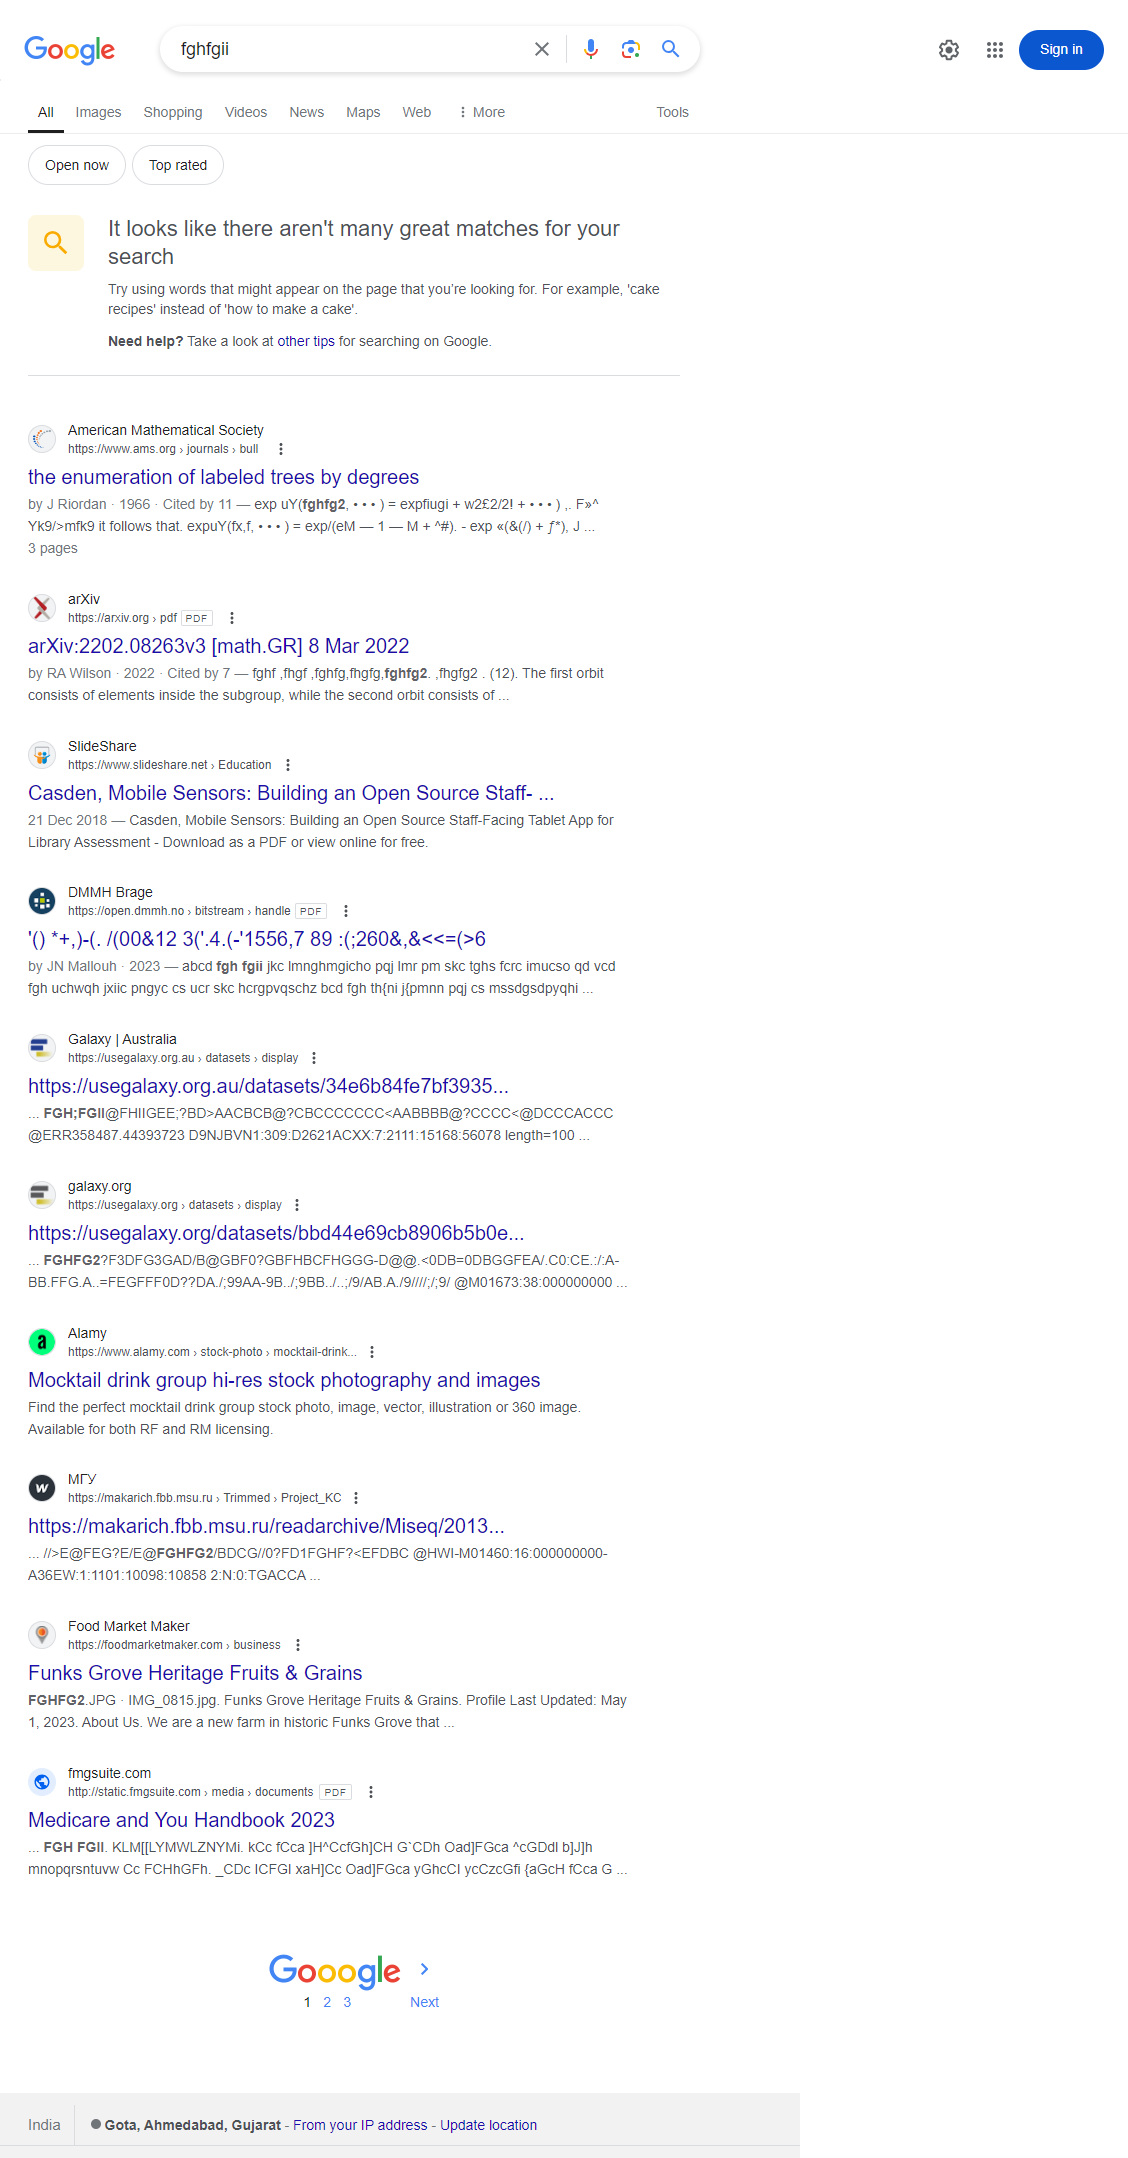 Google
fghfgii
Sign in
All Images Shopping Videos News Maps Web More Tools
Open now Top rated
It looks like there aren't many great matches for your
search
Try using words that might appear on the page that you're looking for. For example, 'cake
recipes' instead of 'how to make a cake'.
Need help? Take a look at other tips for searching on Google.
American Mathematical Society
https://www.ams.org › journals › bull
the enumeration of labeled trees by degrees
by J Riordan · 1966 · Cited by 11 — exp uY(fghfg2, • • • ) = expfiugi + w2£2/2! + • • • ) ,. F»^
Yk9/>mfk9 it follows that. expuY(fx,f, • • • ) = exp/(eM — 1 — M + ^#). - exp «(&(/) + ƒ*), J ...
3 pages
arXiv
https://arxiv.org › pdf PDF
arXiv:2202.08263v3 [math.GR] 8 Mar 2022
by RA Wilson · 2022 · Cited by 7 — fghf ,fhgf ,fghfg,fhgfg,fghfg2. ,fhgfg2 . (12). The first orbit
consists of elements inside the subgroup, while the second orbit consists of ...
SlideShare
https://www.slideshare.net › Education
Casden, Mobile Sensors: Building an Open Source Staff- ...
21 Dec 2018 — Casden, Mobile Sensors: Building an Open Source Staff-Facing Tablet App for
Library Assessment - Download as a PDF or view online for free.
DMMH Brage
https://open.dmmh.no › bitstream › handle PDF
'() *+,)-(. /(00&12 3('.4.(-'1556,7 89 :(;260&,&<<=(>6
by JN Mallouh · 2023 — abcd fgh fgii jkc lmnghmgicho pqj lmr pm skc tghs fcrc imucso qd vcd
fgh uchwqh jxiic pngyc cs ucr skc hcrgpvqschz bcd fgh th{ni j{pmnn pqj cs mssdgsdpyqhi ...
Galaxy | Australia
https://usegalaxy.org.au › datasets › display
https://usegalaxy.org.au/datasets/34e6b84fe7bf3935...
... FGH;FGII@FHIIGEE;?BD>AACBCB@?CBCCCCCCC<AABBBB@?CCCC<@DCCCACCC
@ERR358487.44393723 D9NJBVN1:309:D2621ACXX:7:2111:15168:56078 length=100 ...
galaxy.org
https://usegalaxy.org › datasets › display
https://usegalaxy.org/datasets/bbd44e69cb8906b5b0e...
... FGHFG2?F3DFG3GAD/B@GBF0?GBFHBCFHGGG-D@@.<0DB=0DBGGFEA/.C0:CE.:/:A-
BB.FFG.A..=FEGFFF0D??DA./;99AA-9B../;9BB../..;/9/AB.A./9////;/;9/ @M01673:38:000000000 ...
Alamy
https://www.alamy.com › stock-photo › mocktail-drink...
Mocktail drink group hi-res stock photography and images
Find the perfect mocktail drink group stock photo, image, vector, illustration or 360 image.
Available for both RF and RM licensing.
МГУ
https://makarich.fbb.msu.ru › Trimmed › Project_KC
https://makarich.fbb.msu.ru/readarchive/Miseq/2013...
... //>E@FEG?E/E@FGHFG2/BDCG//0?FD1FGHF?<EFDBC @HWI-M01460:16:000000000-
A36EW:1:1101:10098:10858 2:N:0:TGACCA ...
Food Market Maker
https://foodmarketmaker.com › business
Funks Grove Heritage Fruits & Grains
FGHFG2.JPG · IMG_0815.jpg. Funks Grove Heritage Fruits & Grains. Profile Last Updated: May
1, 2023. About Us. We are a new farm in historic Funks Grove that ...
fmgsuite.com
http://static.fmgsuite.com › media › documents PDF
Medicare and You Handbook 2023
... FGH FGII. KLM[[LYMWLZNYMi. kCc fCca ]H^CcfGh]CH G`CDh Oad]FGca ^cGDdI b]J]h
mnopqrsntuvw Cc FCHhGFh. _CDc ICFGI xaH]Cc Oad]FGca yGhcCI ycCzcGfi {aGcH fCca G ...
Gooogle
1 2 3 Next
India Gota, Ahmedabad, Gujarat - From your IP address - Update location